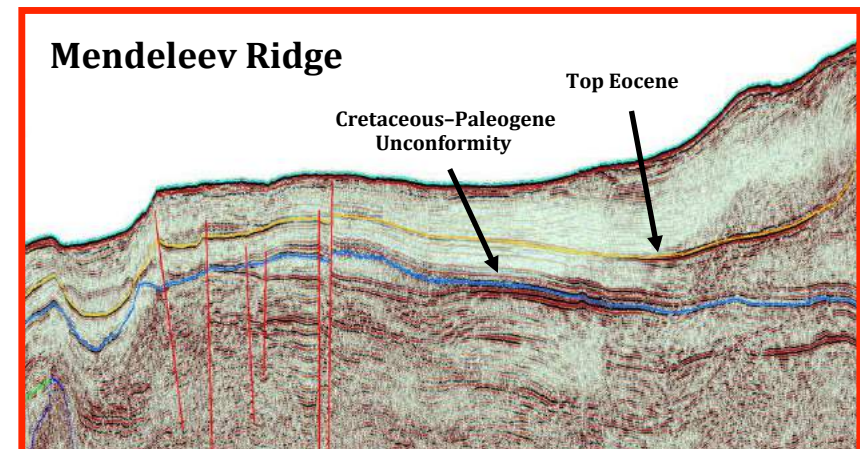 Mendeleev Ridge
Top Eocene
Cretaceous–Paleogene
Unconformity